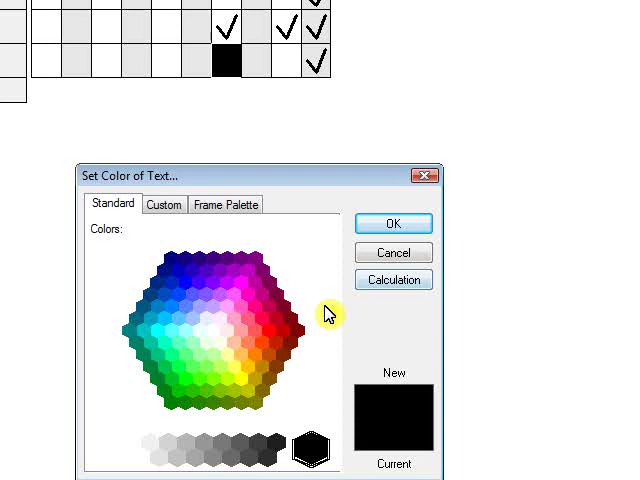 Set Color of Text...
Standard
Custom
Frame Palette
Colors:
OK
Cancel
Calculation
New
Current